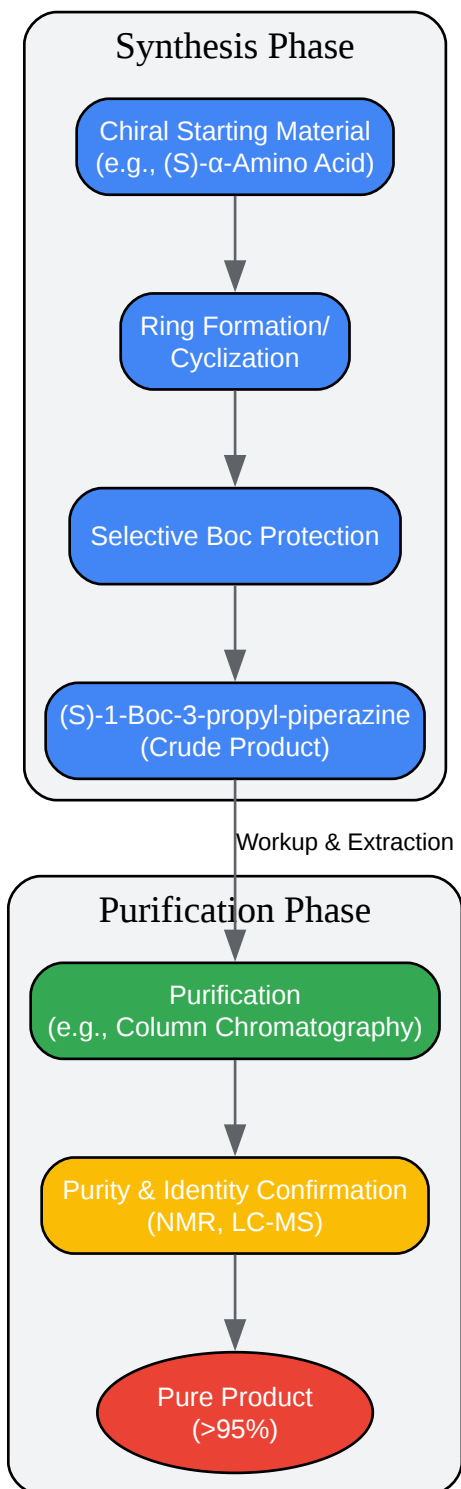 Synthesis Phase
Chiral Starting Material
(e.g., (S)-α-Amino Acid)
Ring Formation/
Cyclization
Selective Boc Protection
(S)-1-Boc-3-propyl-piperazine
(Crude Product)
Workup & Extraction
Purification Phase
Purification
(e.g., Column Chromatography)
Purity & Identity Confirmation
(NMR, LC-MS)
Pure Product
(>95%)